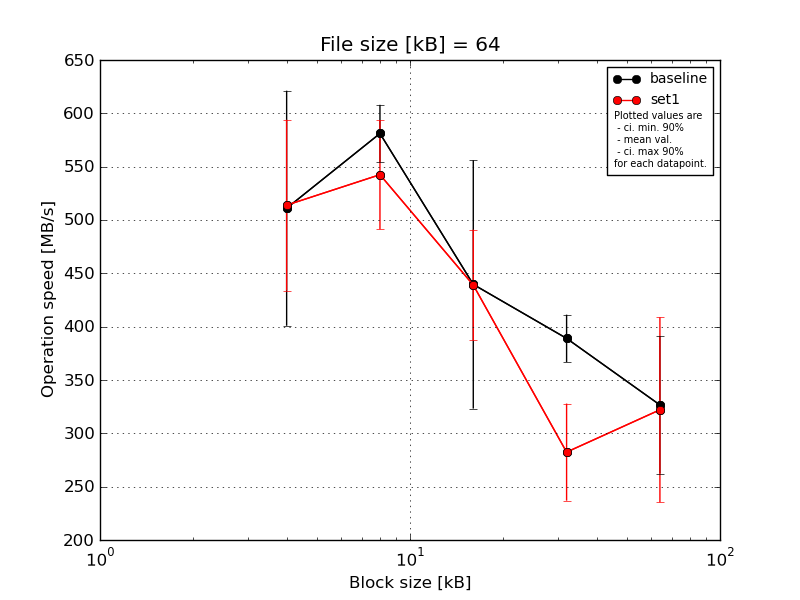 File size [kB] = 64
650
600
550
500
450
400
350
300
250
200
Operation speed [MB/s]
baseline
set1
Plotted values are
- ci. min. 90%
- mean val.
- ci. max 90%
for each datapoint.
10^0
10^1
10^2
Block size [kB]